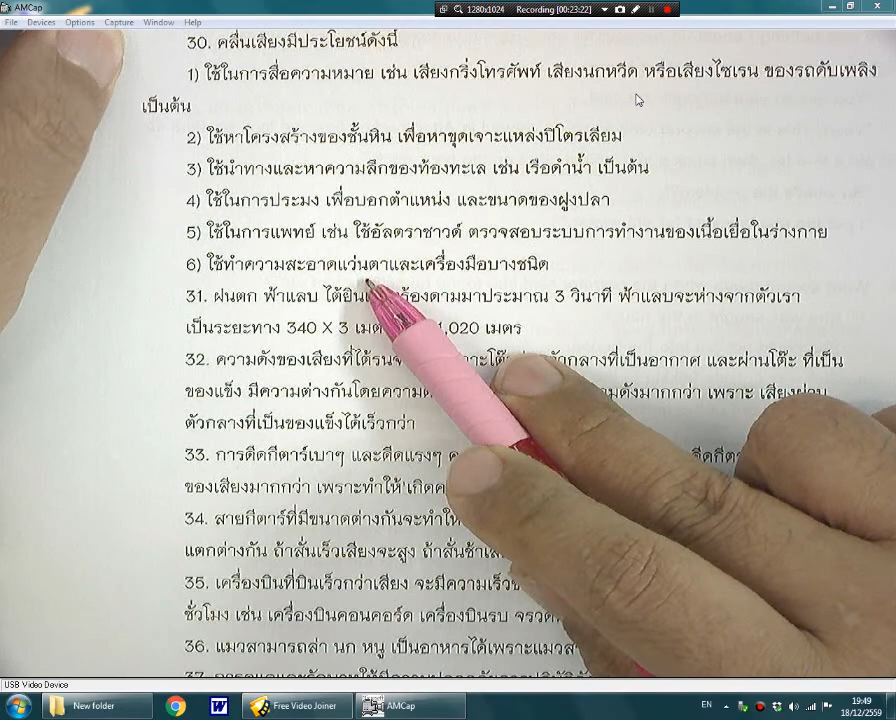 AMCap
1280x1024 Recording [00:23:22]
File Devices Options Capture Window Help
30. คลื่นเสียงมีประโยชน์ดังนี้
1) ใช้ในการสื่อความหมาย เช่น เสียงกริ่งโทรศัพท์ เสียงนกหวีด หรือเสียงไซเรน ของรถดับเพลิง
เป็นต้น
2) ใช้หาโครงสร้างของชั้นหิน เพื่อหาขุดเจาะแหล่งปิโตรเลียม
3) ใช้นำทางและหาความลึกของท้องทะเล เช่น เรือดำน้ำ เป็นต้น
4) ใช้ในการประมง เพื่อบอกตำแหน่ง และขนาดของฝูงปลา
5) ใช้ในการแพทย์ เช่น ใช้อัลตราซาวด์ ตรวจสอบระบบการทำงานของเนื้อเยื่อในร่างกาย
6) ใช้ทำความสะอาดแว่นตาและเครื่องมือบางชนิด
31. ฝนตก ฟ้าแลบ ได้ยิน ร้องตามมาประมาณ 3 วินาที ฟ้าแลบจะห่างจากตัวเรา
เป็นระยะทาง 340 X 3 1,020 เมตร
32. ความดังของเสียงที่ได้ โต๊ะ ตัวกลางที่เป็นอากาศ และผ่านโต๊ะ ที่เป็น
ของแข็ง มีความต่างกันโดยความ ดังมากกว่า เพราะ เสียงผ่าน
ตัวกลางที่เป็นของแข็งได้เร็วกว่า
33. การดีดกีตาร์เบาๆ และดีดแรงๆ
ของเสียงมากกว่า เพราะทำให้เกิด
34. สายกีตาร์ที่มีขนาดต่างกันจะทำให้
แตกต่างกัน ถ้าสั่นเร็วเสียงจะสูง ถ้าสั่นช้า
35. เครื่องบินที่บินเร็วกว่าเสียง จะมีความเร็ว
ชั่วโมง เช่น เครื่องบินคอนคอร์ด เครื่องบินรบ จรวด
36. แมวสามารถล่า นก หนู เป็นอาหารได้เพราะแมว
37.
USB Video Device
New folder Free Video Joiner AMCap EN 19:49
18/12/2559